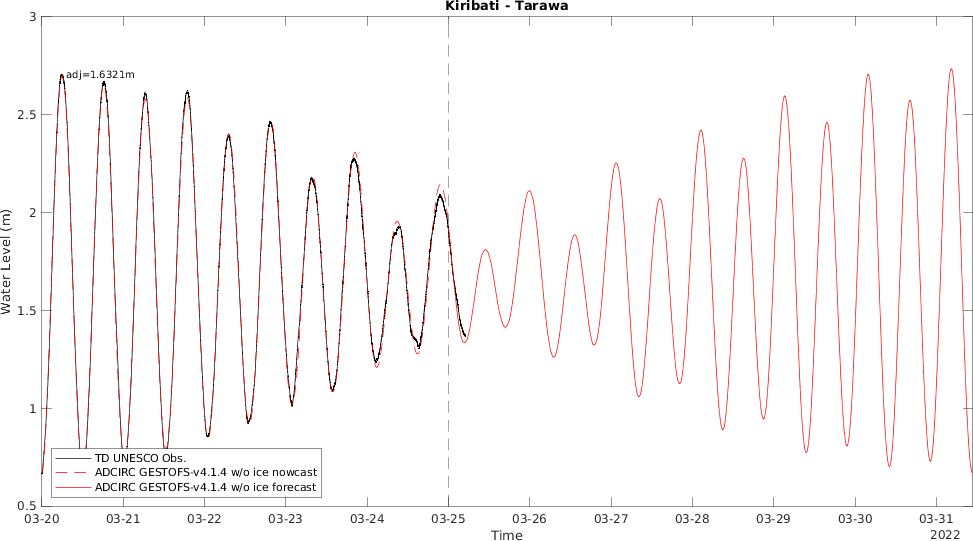 Kiribati - Tarawa
3
adj=1.6321m
2.5
2
Water Level (m)
1.5
1
TD UNESCO Obs.
ADCIRC GESTOFS-v4.1.4 w/o ice nowcast
ADCIRC GESTOFS-v4.1.4 w/o ice forecast
0.5
03-20 03-21 03-22 03-23 03-24 03-25 03-26 03-27 03-28 03-29 03-30 03-31
Time
2022